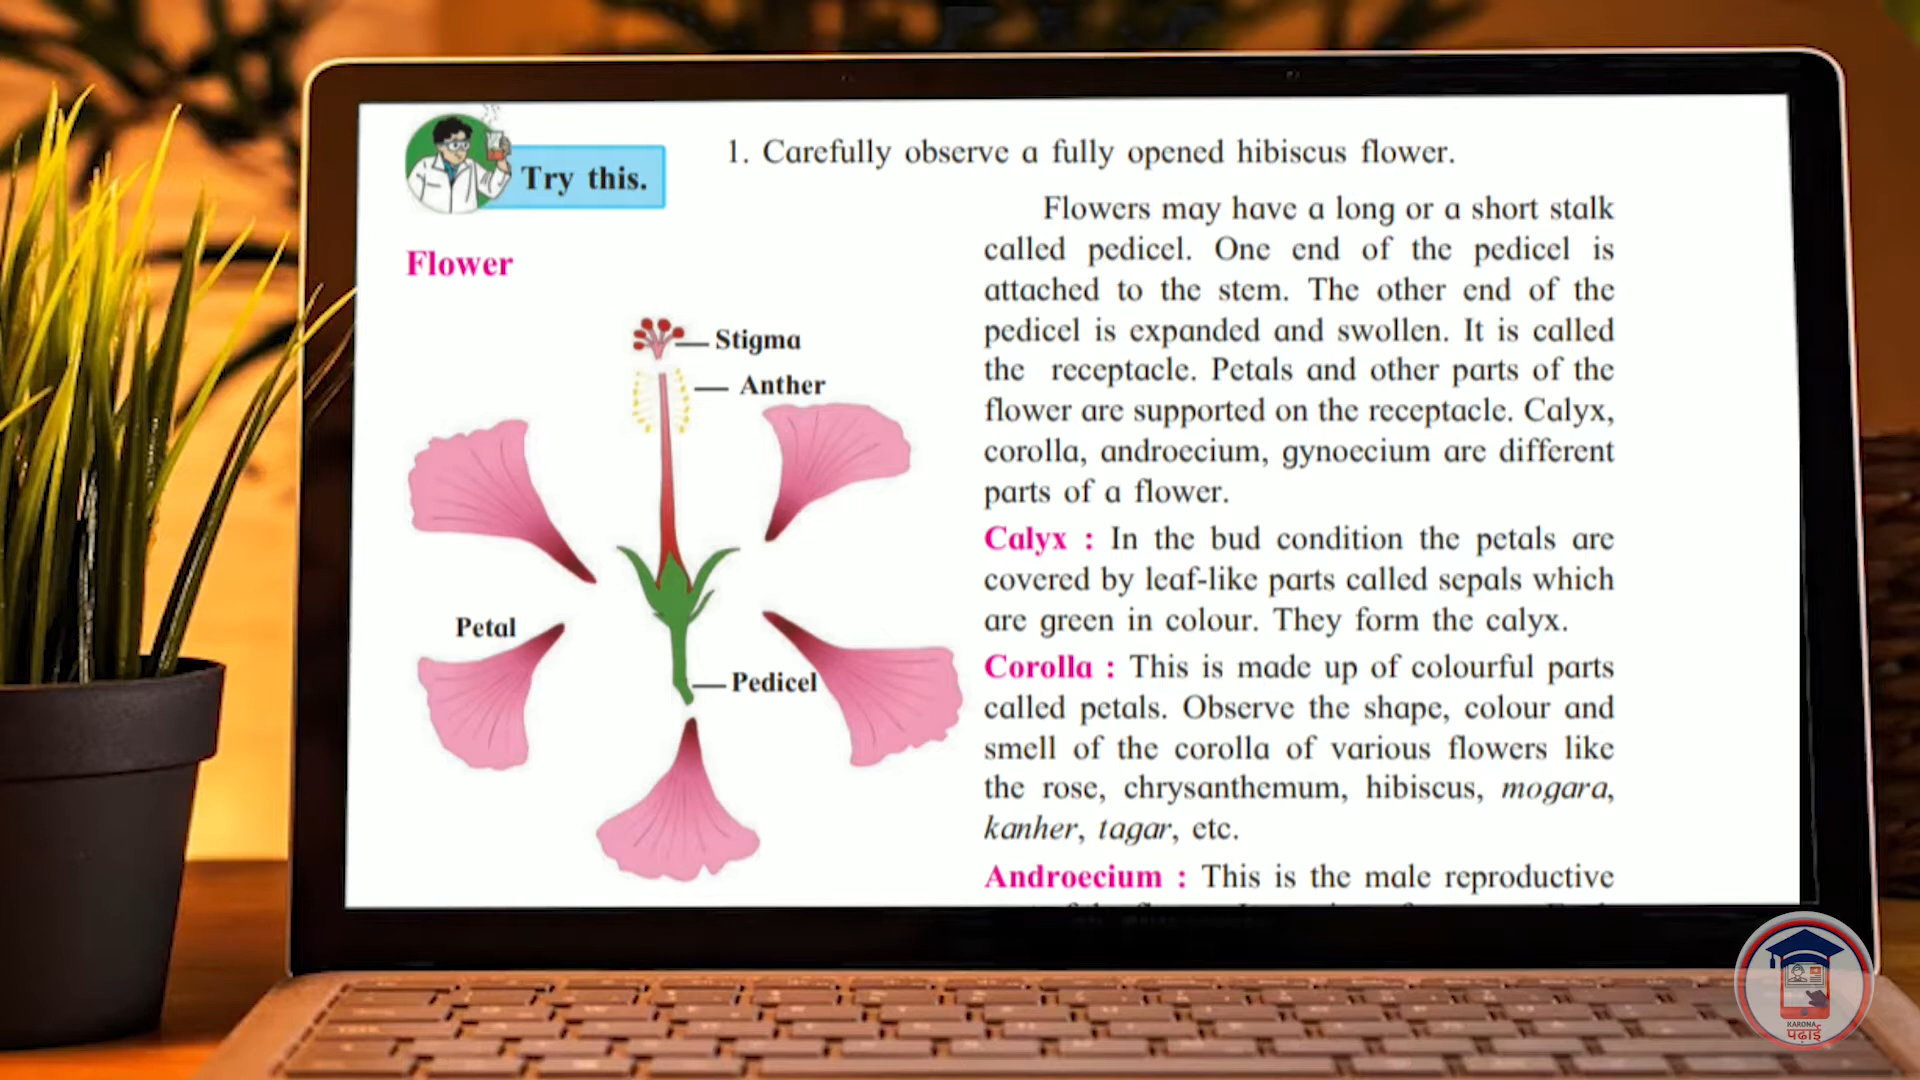 Try this.
1. Carefully observe a fully opened hibiscus flower.
Flower
Stigma
Anther
Petal
Pedicel
Flowers may have a long or a short stalk
called pedicel. One end of the pedicel is
attached to the stem. The other end of the
pedicel is expanded and swollen. It is called
the receptacle. Petals and other parts of the
flower are supported on the receptacle. Calyx,
corolla, androecium, gynoecium are different
parts of a flower.
Calyx : In the bud condition the petals are
covered by leaf-like parts called sepals which
are green in colour. They form the calyx.
Corolla : This is made up of colourful parts
called petals. Observe the shape, colour and
smell of the corolla of various flowers like
the rose, chrysanthemum, hibiscus, mogara,
kanher, tagar, etc.
Androecium : This is the male reproductive
KARONA
पढ़ाई